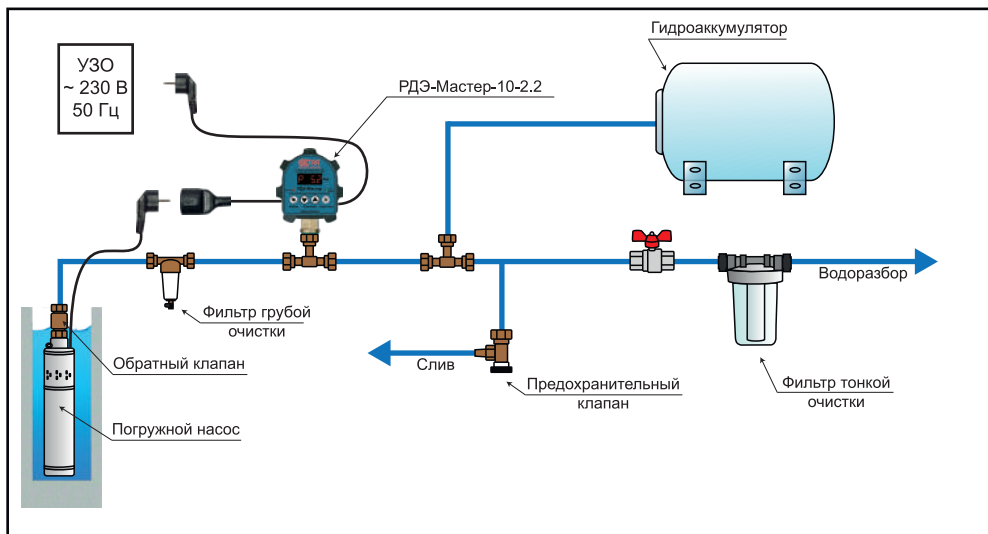 УЗО
~ 230 В
50 Гц
РДЭ-Мастер-10-2.2
Гидроаккумулятор
Водоразбор
Фильтр грубой
очистки
Обратный клапан
Слив
Предохранительный
клапан
Фильтр тонкой
очистки
Погружной насос